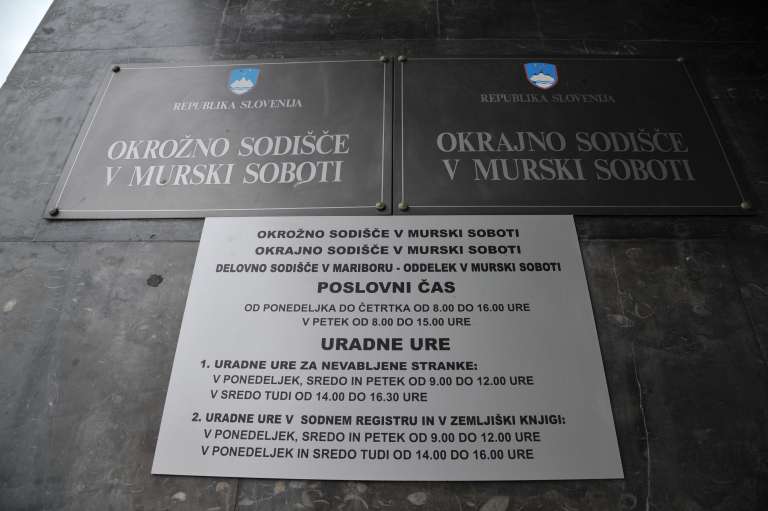 REPUBLIKA SLOVENIJA
OKROŽNO SODIŠČE
V MURSKI SOBOTI
REPUBLIKA SLOVENIJA
OKRAJNO SODIŠČE
V MURSKI SOBOTI
OKROŽNO SODIŠČE V MURSKI SOBOTI
OKRAJNO SODIŠČE V MURSKI SOBOTI
DELOVNO SODIŠČE V MARIBORU - ODDELEK V MURSKI SOBOTI
POSLOVNI ČAS
OD PONEDELJKA DO ČETRTKA OD 8.00 DO 16.00 URE
V PETEK OD 8.00 DO 15.00 URE
URADNE URE
1. URADNE URE ZA NEVABLJENE STRANKE:
V PONEDELJEK, SREDO IN PETEK OD 9.00 DO 12.00 URE
V SREDO TUDI OD 14.00 DO 16.30 URE
2. URADNE URE V SODNEM REGISTRU IN V ZEMLJIŠKI KNJIGI:
V PONEDELJEK, SREDO IN PETEK OD 9.00 DO 12.00 URE
V PONEDELJEK IN SREDO TUDI OD 14.00 DO 16.00 URE